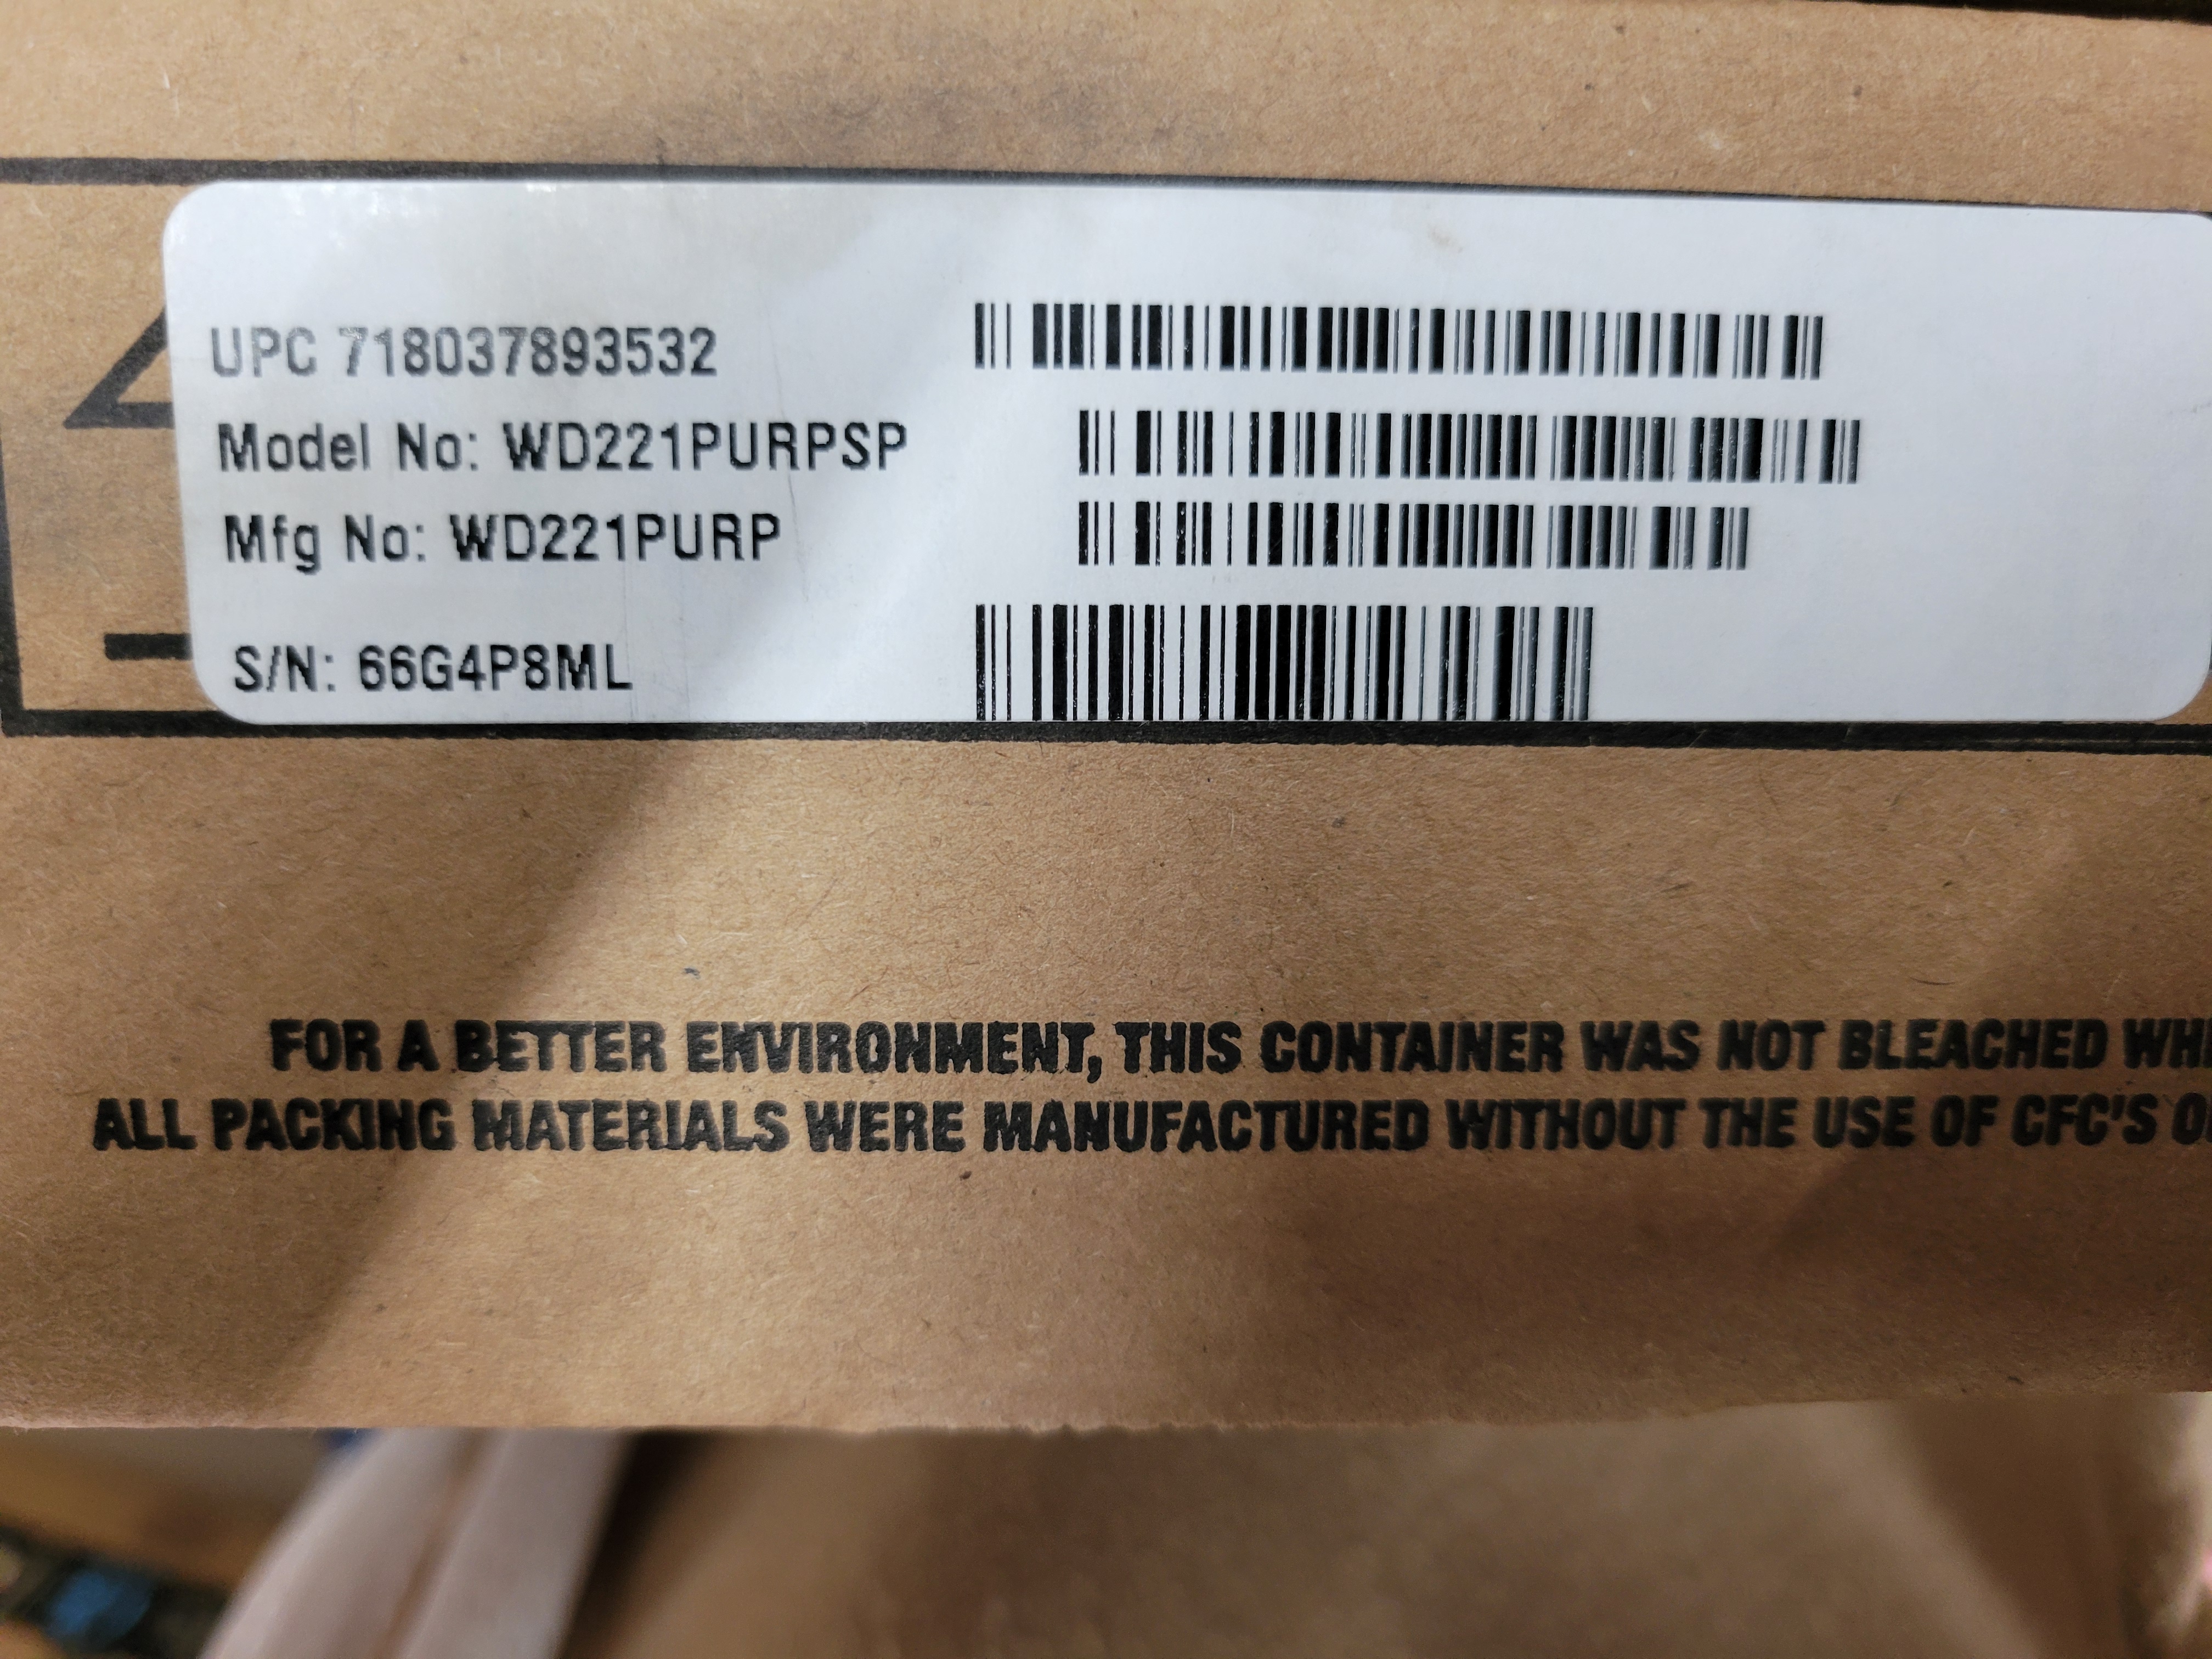 UPC 718037893532
Model No: WD221PURPSP
Mfg No: WD221PURP
S/N: 66G4P8ML
FOR A BETTER ENVIRONMENT, THIS CONTAINER WAS NOT BLEACHED
ALL PACKING MATERIALS WERE MANUFACTURED WITHOUT THE USE OF CFC'S